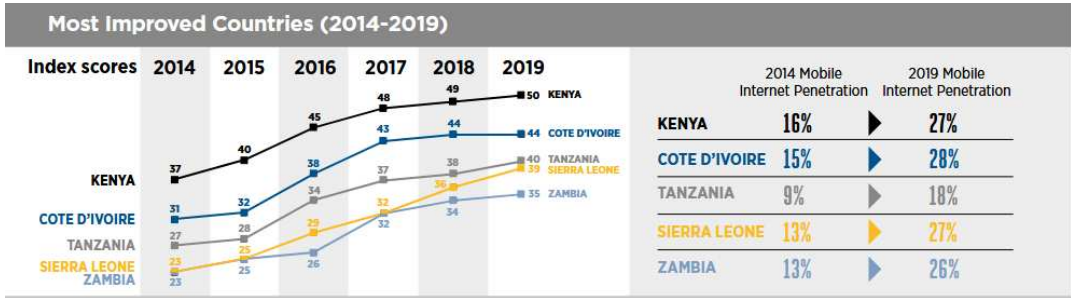 Most Improved Countries (2014-2019)
Index scores 2014 2015 2016 2017 2018 2019
KENYA 37 40 45 48 49 50 KENYA
COTE D'IVOIRE 31 32 38 43 44 44 COTE D'IVOIRE
TANZANIA 27 28 34 37 38 40 TANZANIA
SIERRA LEONE 23 25 29 32 36 39 SIERRA LEONE
ZAMBIA 23 25 26 32 34 35 ZAMBIA
2014 Mobile
Internet Penetration
2019 Mobile
Internet Penetration
KENYA 16% 27%
COTE D'IVOIRE 15% 28%
TANZANIA 9% 18%
SIERRA LEONE 13% 27%
ZAMBIA 13% 26%